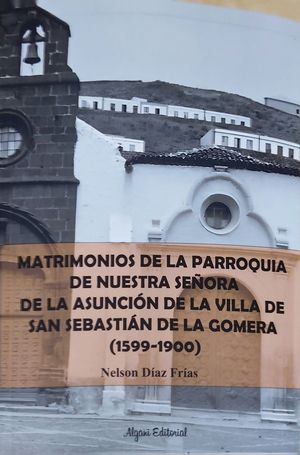 MATRIMONIOS DE LA PARROQUIA
DE NUESTRA SEÑORA
DE LA ASUNCIÓN DE LA VILLA DE
SAN SEBASTIÁN DE LA GOMERA
(1599-1900)
Nelson Díaz Frías
Algani Editorial